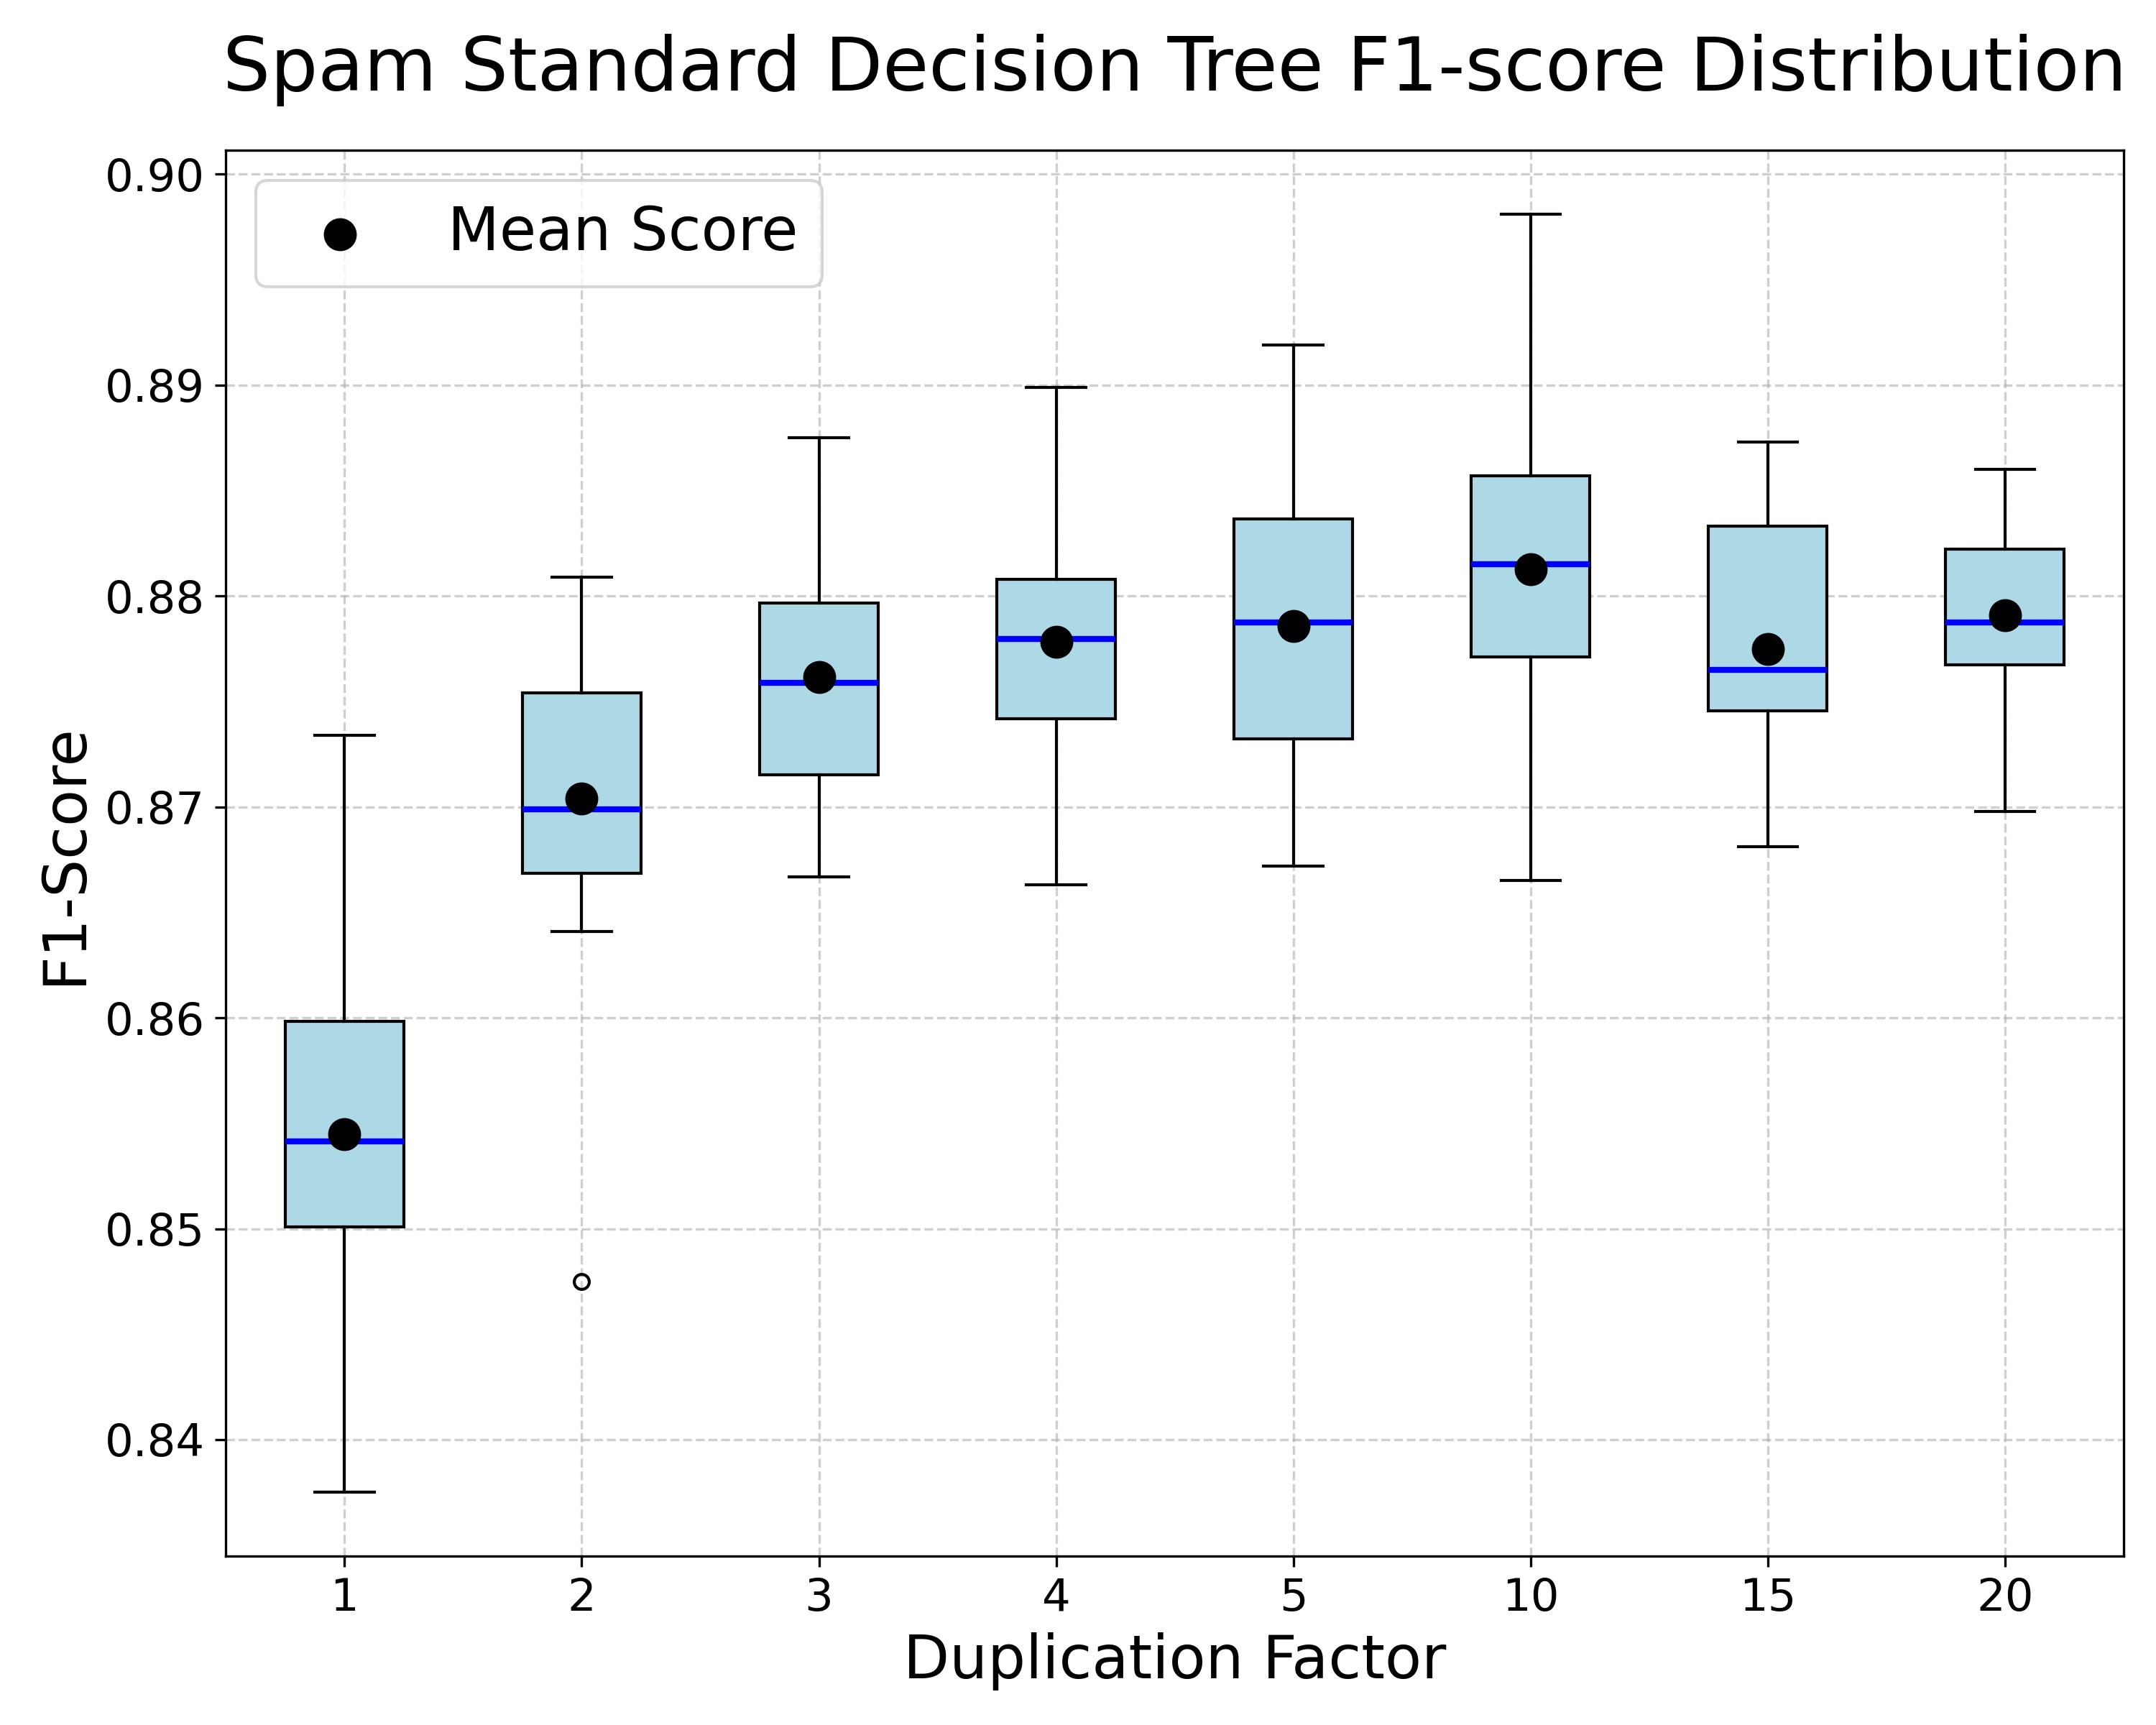 Spam Standard Decision Tree F1-score Distribution
Mean Score
F1-Score
0.90
0.89
0.88
0.87
0.86
0.85
0.84
1 2 3 4 5 10 15 20
Duplication Factor